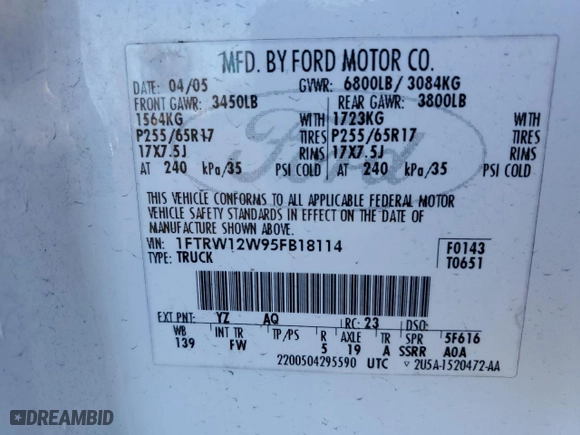 MFD. BY FORD MOTOR CO.
DATE: 04/05 GVWR: 6800LB/ 3084KG
FRONT GAWR: 3450LB REAR GAWR: 3800LB
1564KG WITH 1723KG WITH
P255/65R17 TIRES P255/65R17 TIRES
17X7.5J RIMS 17X7.5J RIMS
AT 240 kPa/35 PSI COLD AT 240 kPa/35 PSI COLD
THIS VEHICLE CONFORMS TO ALL APPLICABLE FEDERAL MOTOR
VEHICLE SAFETY STANDARDS IN EFFECT ON THE DATE OF
MANUFACTURE SHOWN ABOVE.
VIN: 1FTRW12W95FB18114 F0143
TYPE: TRUCK T0651
EXT PNT: YZ AQ RC: 23 DSO:
WB INT TR TP/PS R AXLE TR SPR 5F616
139 FW 5 19 A SSRR A0A
2200504295590 UTC ▽ 2U5A-1520472-AA
Ford
DREAMBID